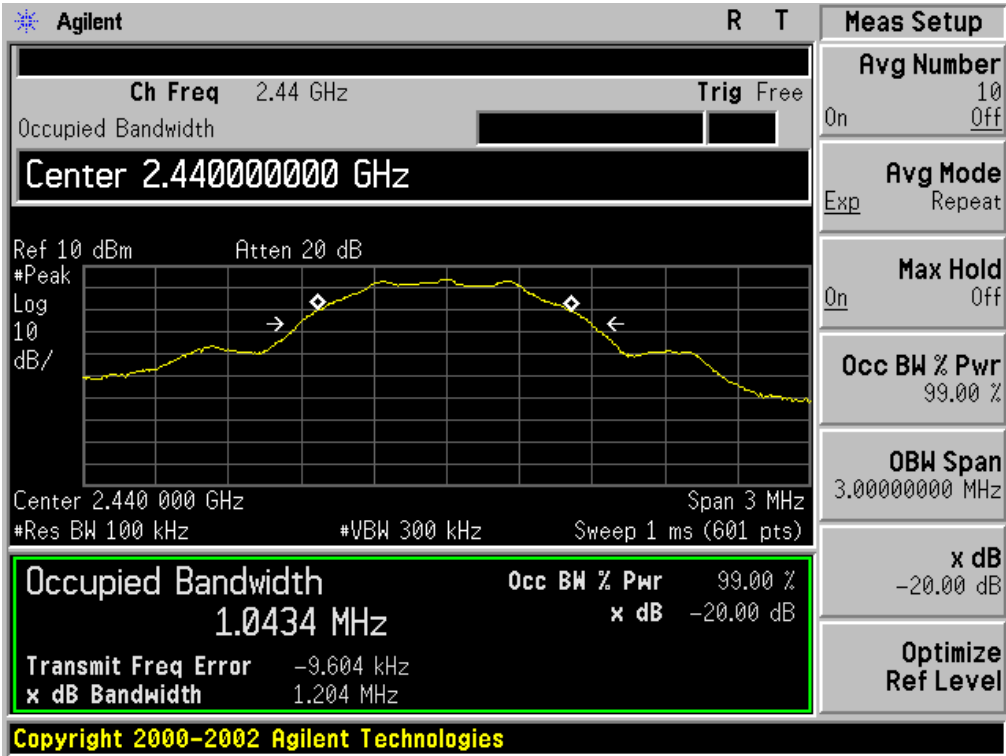 Agilent R T
Ch Freq 2.44 GHz Trig Free
Occupied Bandwidth
Center 2.440000000 GHz
Ref 10 dBm Atten 20 dB
#Peak
Log
10
dB/
Center 2.440 000 GHz Span 3 MHz
#Res BW 100 kHz #VBW 300 kHz Sweep 1 ms (601 pts)
Occupied Bandwidth
1.0434 MHz
Occ BW % Pwr 99.00 %
x dB -20.00 dB
Transmit Freq Error -9.604 kHz
x dB Bandwidth 1.204 MHz
Copyright 2000-2002 Agilent Technologies
Meas Setup
Avg Number
10
On Off
Avg Mode
Exp Repeat
Max Hold
On Off
Occ BW % Pwr
99.00 %
OBW Span
3.00000000 MHz
x dB
-20.00 dB
Optimize
Ref Level